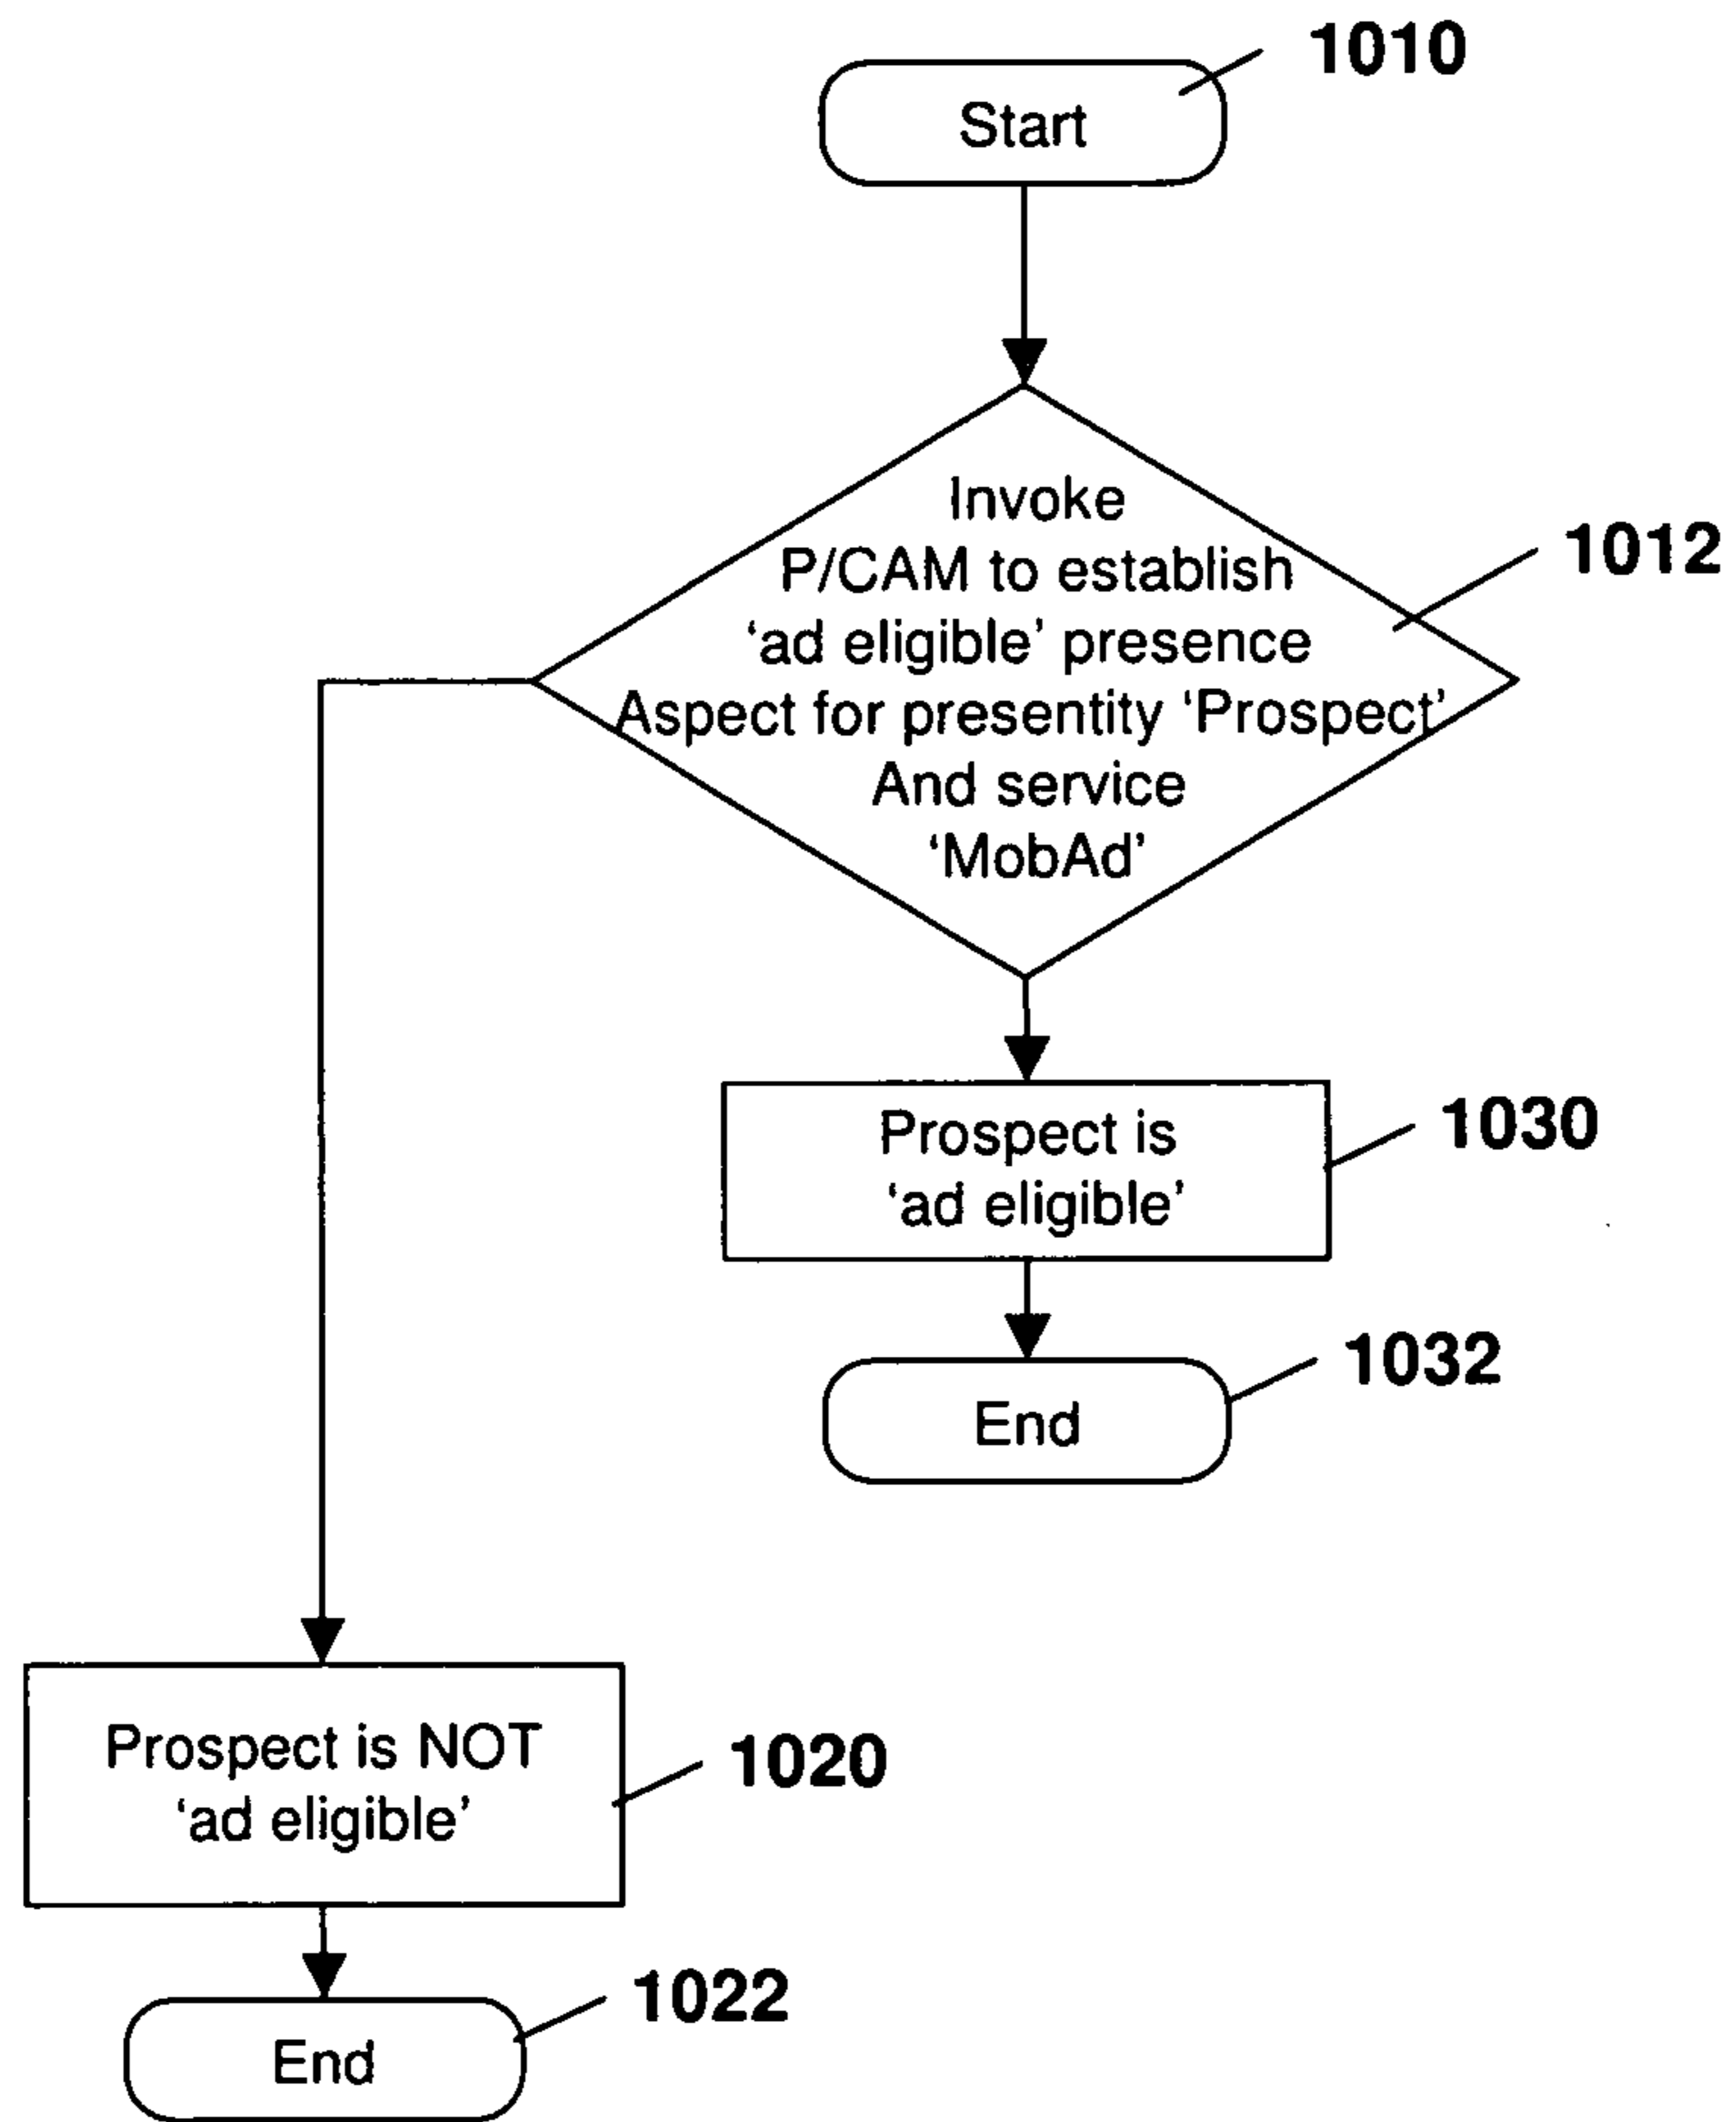 1010
Start
Invoke
P/CAM to establish
‘ad eligible’ presence
Aspect for presentity ‘Prospect’
And service
‘MobAd’
1012
Prospect is
‘ad eligible’
1030
End
1032
Prospect is NOT
‘ad eligible’
1020
End
1022